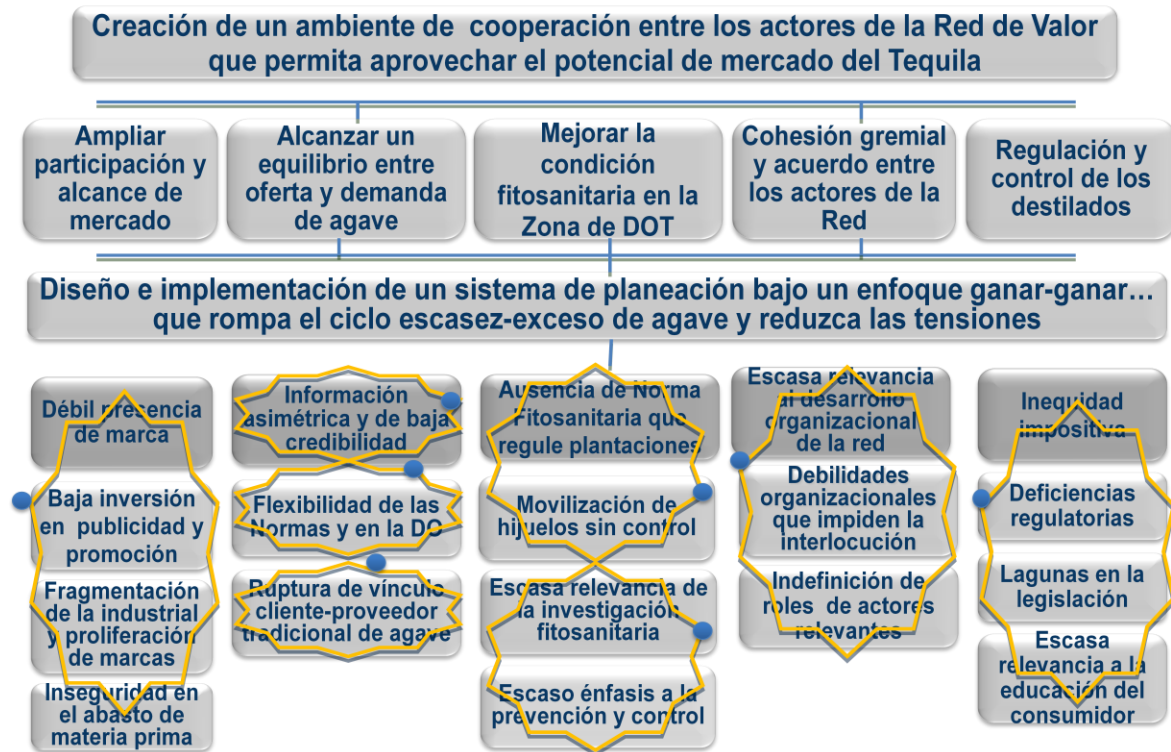 Creación de un ambiente de cooperación entre los actores de la Red de Valor
que permita aprovechar el potencial de mercado del Tequila
Ampliar
participación y
alcance de
mercado
Alcanzar un
equilibrio entre
oferta y demanda
de agave
Mejorar la
condición
fitosanitaria en la
Zona de DOT
Cohesión gremial
y acuerdo entre
los actores de la
Red
Regulación y
control de los
destilados
Diseño e implementación de un sistema de planeación bajo un enfoque ganar-ganar…
que rompa el ciclo escasez-exceso de agave y reduzca las tensiones
Débil presencia
de marca
Baja inversión
en publicidad y
promoción
Fragmentación
de la industrial
y proliferación
de marcas
Inseguridad en
el abasto de
materia prima
Información
asimétrica y de baja
credibilidad
Flexibilidad de las
Normas y en la DO
Ruptura de vínculo
cliente-proveedor
tradicional de agave
Ausencia de Norma
Fitosanitaria que
regule plantaciones
Movilización de
hijuelos sin control
Escasa relevancia de
la investigación
fitosanitaria
Escaso énfasis a la
prevención y control
Escasa relevancia
al desarrollo
organizacional
de la red
Debilidades
organizacionales
que impiden la
interlocución
Indefinición de
roles de actores
relevantes
Inequidad
impositiva
Deficiencias
regulatorias
Lagunas en la
legislación
Escasa
relevancia a la
educación del
consumidor